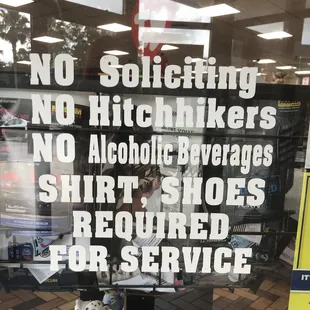 NO Soliciting
NO Hitchhikers
NO Alcoholic Beverages
SHIRT, SHOES
REQUIRED
FOR SERVICE